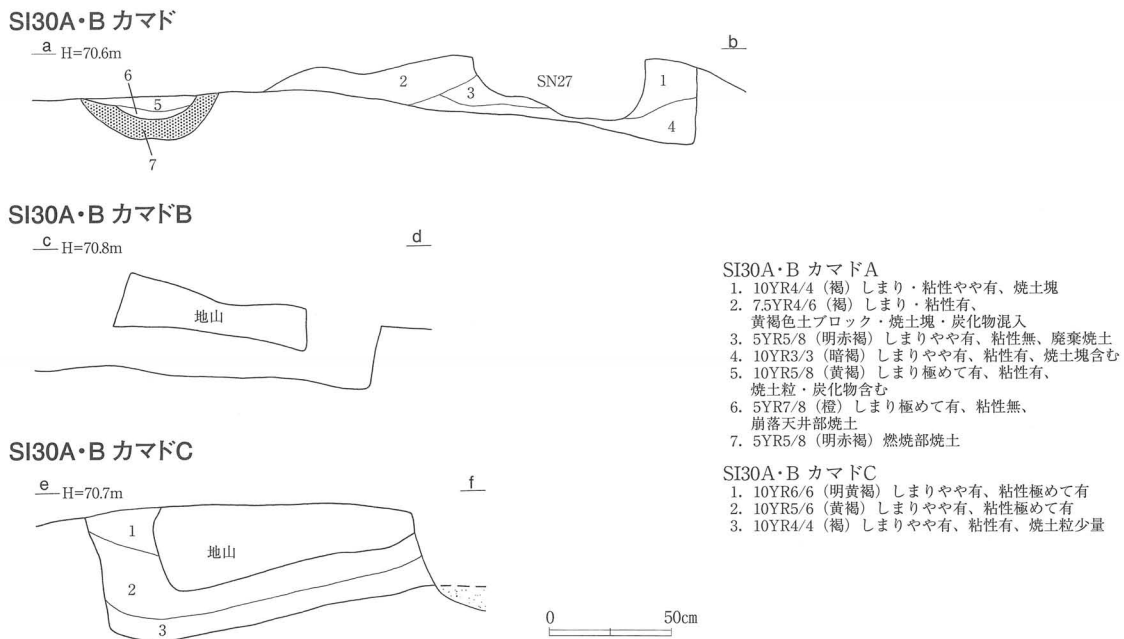 SI30A・B カマド
a H=70.6m b
6
2 SN27 1
3
5
4
7
SI30A・B カマドB
c H=70.8m d
地山
SI30A・B カマドC
e H=70.7m f
1
地山
2
3
0 50cm
SI30A・B カマドA
1. 10YR4/4（褐）しまり・粘性やや有、焼土塊
2. 7.5YR4/6（褐）しまり・粘性有、
黄褐色土ブロック・焼土塊・炭化物混入
3. 5YR5/8（明赤褐）しまりやや有、粘性無、廃棄焼土
4. 10YR3/3（暗褐）しまりやや有、粘性有、焼土塊含む
5. 10YR5/8（黄褐）しまり極めて有、粘性有、
焼土粒・炭化物含む
6. 5YR7/8（橙）しまり極めて有、粘性無、
崩落天井部焼土
7. 5YR5/8（明赤褐）燃焼部焼土
SI30A・B カマドC
1. 10YR6/6（明黄褐）しまりやや有、粘性極めて有
2. 10YR5/6（黄褐）しまりやや有、粘性極めて有
3. 10YR4/4（褐）しまりやや有、粘性有、焼土粒少量